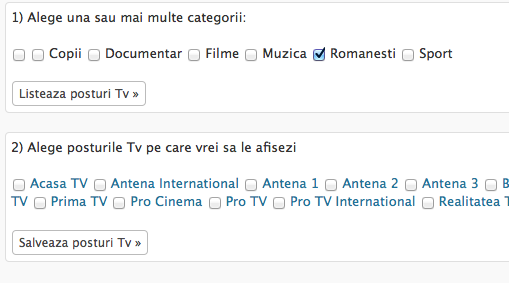 1) Alege una sau mai multe categorii:
Copii Documentar Filme Muzica Romanesti Sport
Listeaza posturi Tv »
2) Alege posturile Tv pe care vrei sa le afisezi
Acasa TV Antena International Antena 1 Antena 2 Antena 3
TV Prima TV Pro Cinema Pro TV Pro TV International Realitatea
Salveaza posturi Tv »